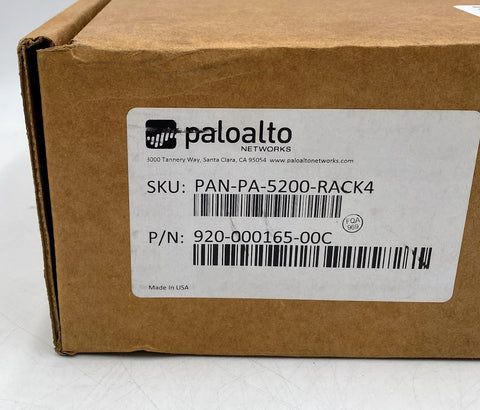 paloalto
NETWORKS
3000 Tannery Way, Santa Clara, CA 95054 www.paloaltonetworks.com
SKU: PAN-PA-5200-RACK4
FQA
969
P/N: 920-000165-00C
Made In USA